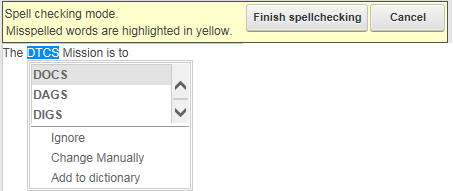 Spell checking mode.
Misspelled words are highlighted in yellow.
Finish spellchecking
Cancel
The DTCS Mission is to
DOCS
DAGS
DIGS
Ignore
Change Manually
Add to dictionary